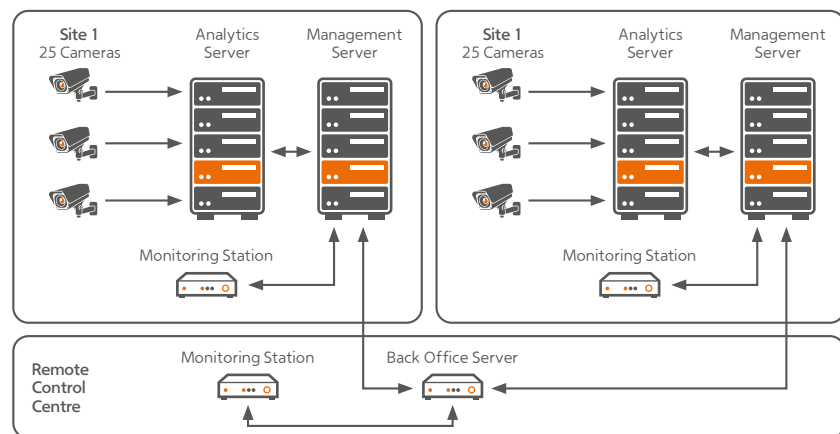 Site 1
25 Cameras
Analytics
Server
Management
Server
Monitoring Station
Site 1
25 Cameras
Analytics
Server
Management
Server
Monitoring Station
Remote
Control
Centre
Monitoring Station
Back Office Server